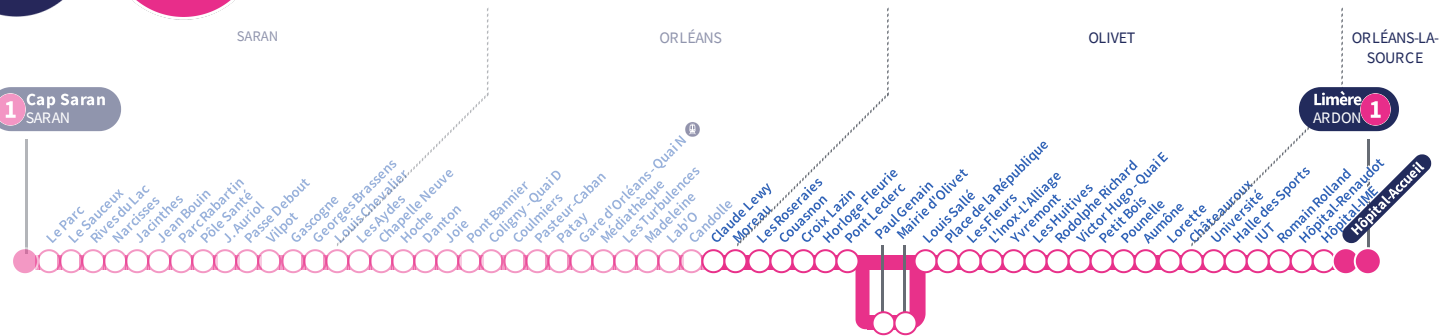 SARAN
ORLÉANS
OLIVET
ORLÉANS-LA-
SOURCE
1
Cap Saran
SARAN
Limère
ARDON
1
Le Parc
Le Sauceux
Rives du Lac
Narcisses
Jacinthes
Jean Bouin
Parc Rabartin
Pôle Santé
J. Auriol
Passe Debout
Vilpot
Gascogne
Georges Brassens
Louis Chevalier
Les Aydes
Chapelle Neuve
Hoche
Danton
Joie
Pont Bannier
Coligny - Quai D
Coulmiers
Pasteur-Caban
Patay
Gare d'Orléans - Quai N
Médiathèque
Les Turbulences
Madeleine
Lab'O
Candolle
Claude Lewy
Moreau
Les Roseraies
Couasnon
Croix Lazin
Horloge Fleurie
Pont Leclerc
Paul Genain
Mairie d'Olivet
Louis Sallé
Place de la République
Les Fleurs
L'Inox-L'Alliage
Yvremont
Les Huitives
Rodolphe Richard
Victor Hugo - Quai E
Petit Bois
Pounelle
Aumône
Lorette
Châteauroux
Université
Halle des Sports
IUT
Romain Rolland
Hôpital-Renaudot
Hôpital-IME
Hôpital-Accueil